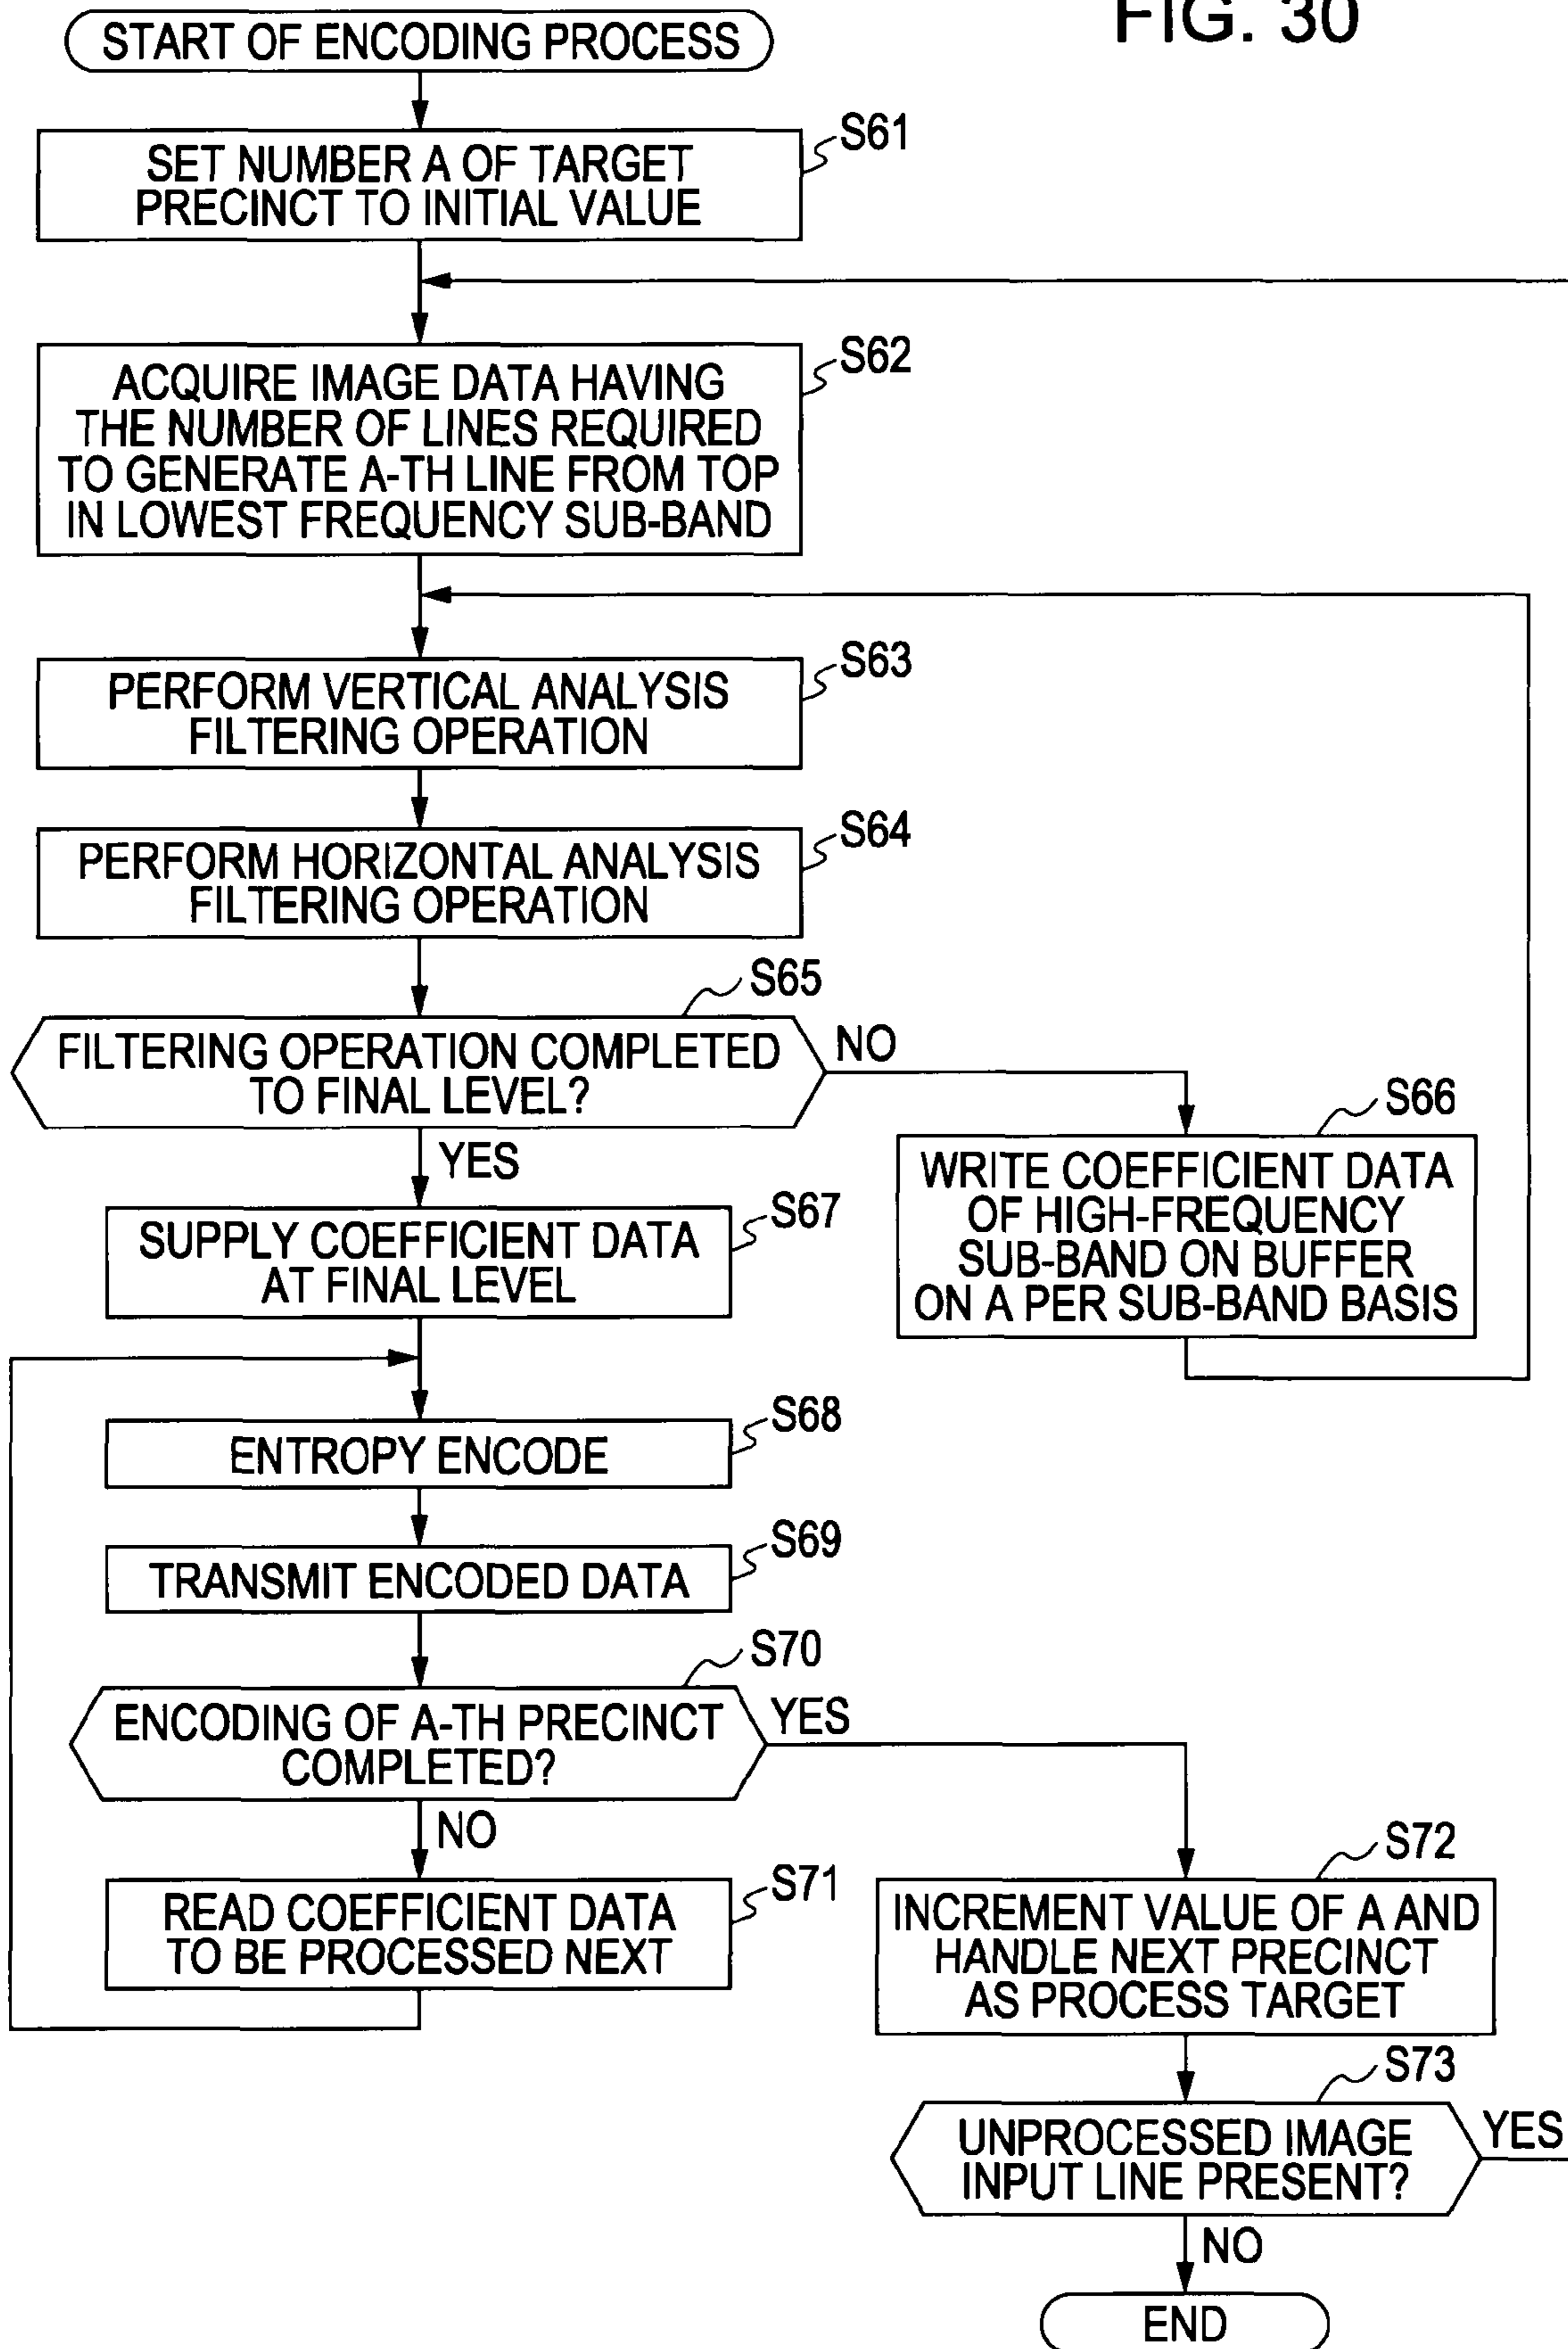 FIG. 30
START OF ENCODING PROCESS
S61
SET NUMBER A OF TARGET
PRECINCT TO INITIAL VALUE
S62
ACQUIRE IMAGE DATA HAVING
THE NUMBER OF LINES REQUIRED
TO GENERATE A-TH LINE FROM TOP
IN LOWEST FREQUENCY SUB-BAND
S63
PERFORM VERTICAL ANALYSIS
FILTERING OPERATION
S64
PERFORM HORIZONTAL ANALYSIS
FILTERING OPERATION
S65
FILTERING OPERATION COMPLETED
TO FINAL LEVEL?
NO
YES
S66
WRITE COEFFICIENT DATA
OF HIGH-FREQUENCY
SUB-BAND ON BUFFER
ON A PER SUB-BAND BASIS
S67
SUPPLY COEFFICIENT DATA
AT FINAL LEVEL
S68
ENTROPY ENCODE
S69
TRANSMIT ENCODED DATA
S70
ENCODING OF A-TH PRECINCT
COMPLETED?
YES
NO
S71
READ COEFFICIENT DATA
TO BE PROCESSED NEXT
S72
INCREMENT VALUE OF A AND
HANDLE NEXT PRECINCT
AS PROCESS TARGET
S73
UNPROCESSED IMAGE
INPUT LINE PRESENT?
YES
NO
END